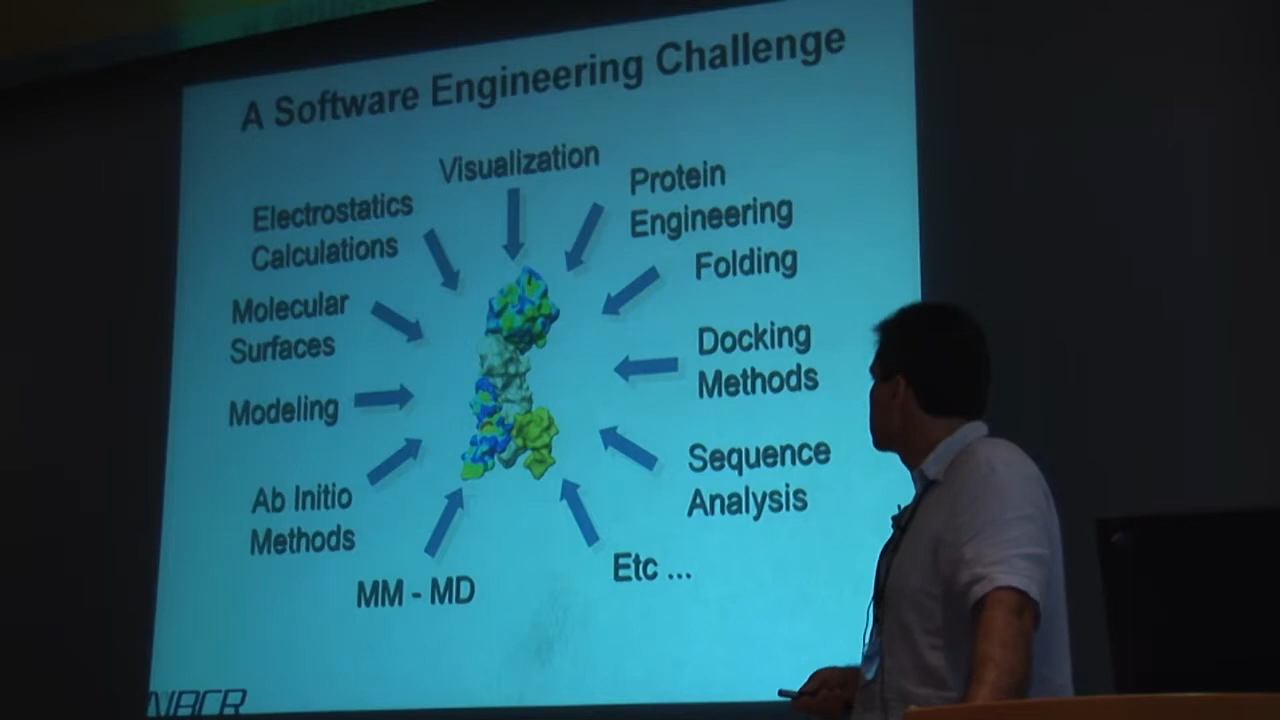 A Software Engineering Challenge
Visualization
Protein
Engineering
Electrostatics
Calculations
Folding
Molecular
Surfaces
Docking
Methods
Modeling
Sequence
Analysis
Ab Initio
Methods
Etc ...
MM - MD
NBCR